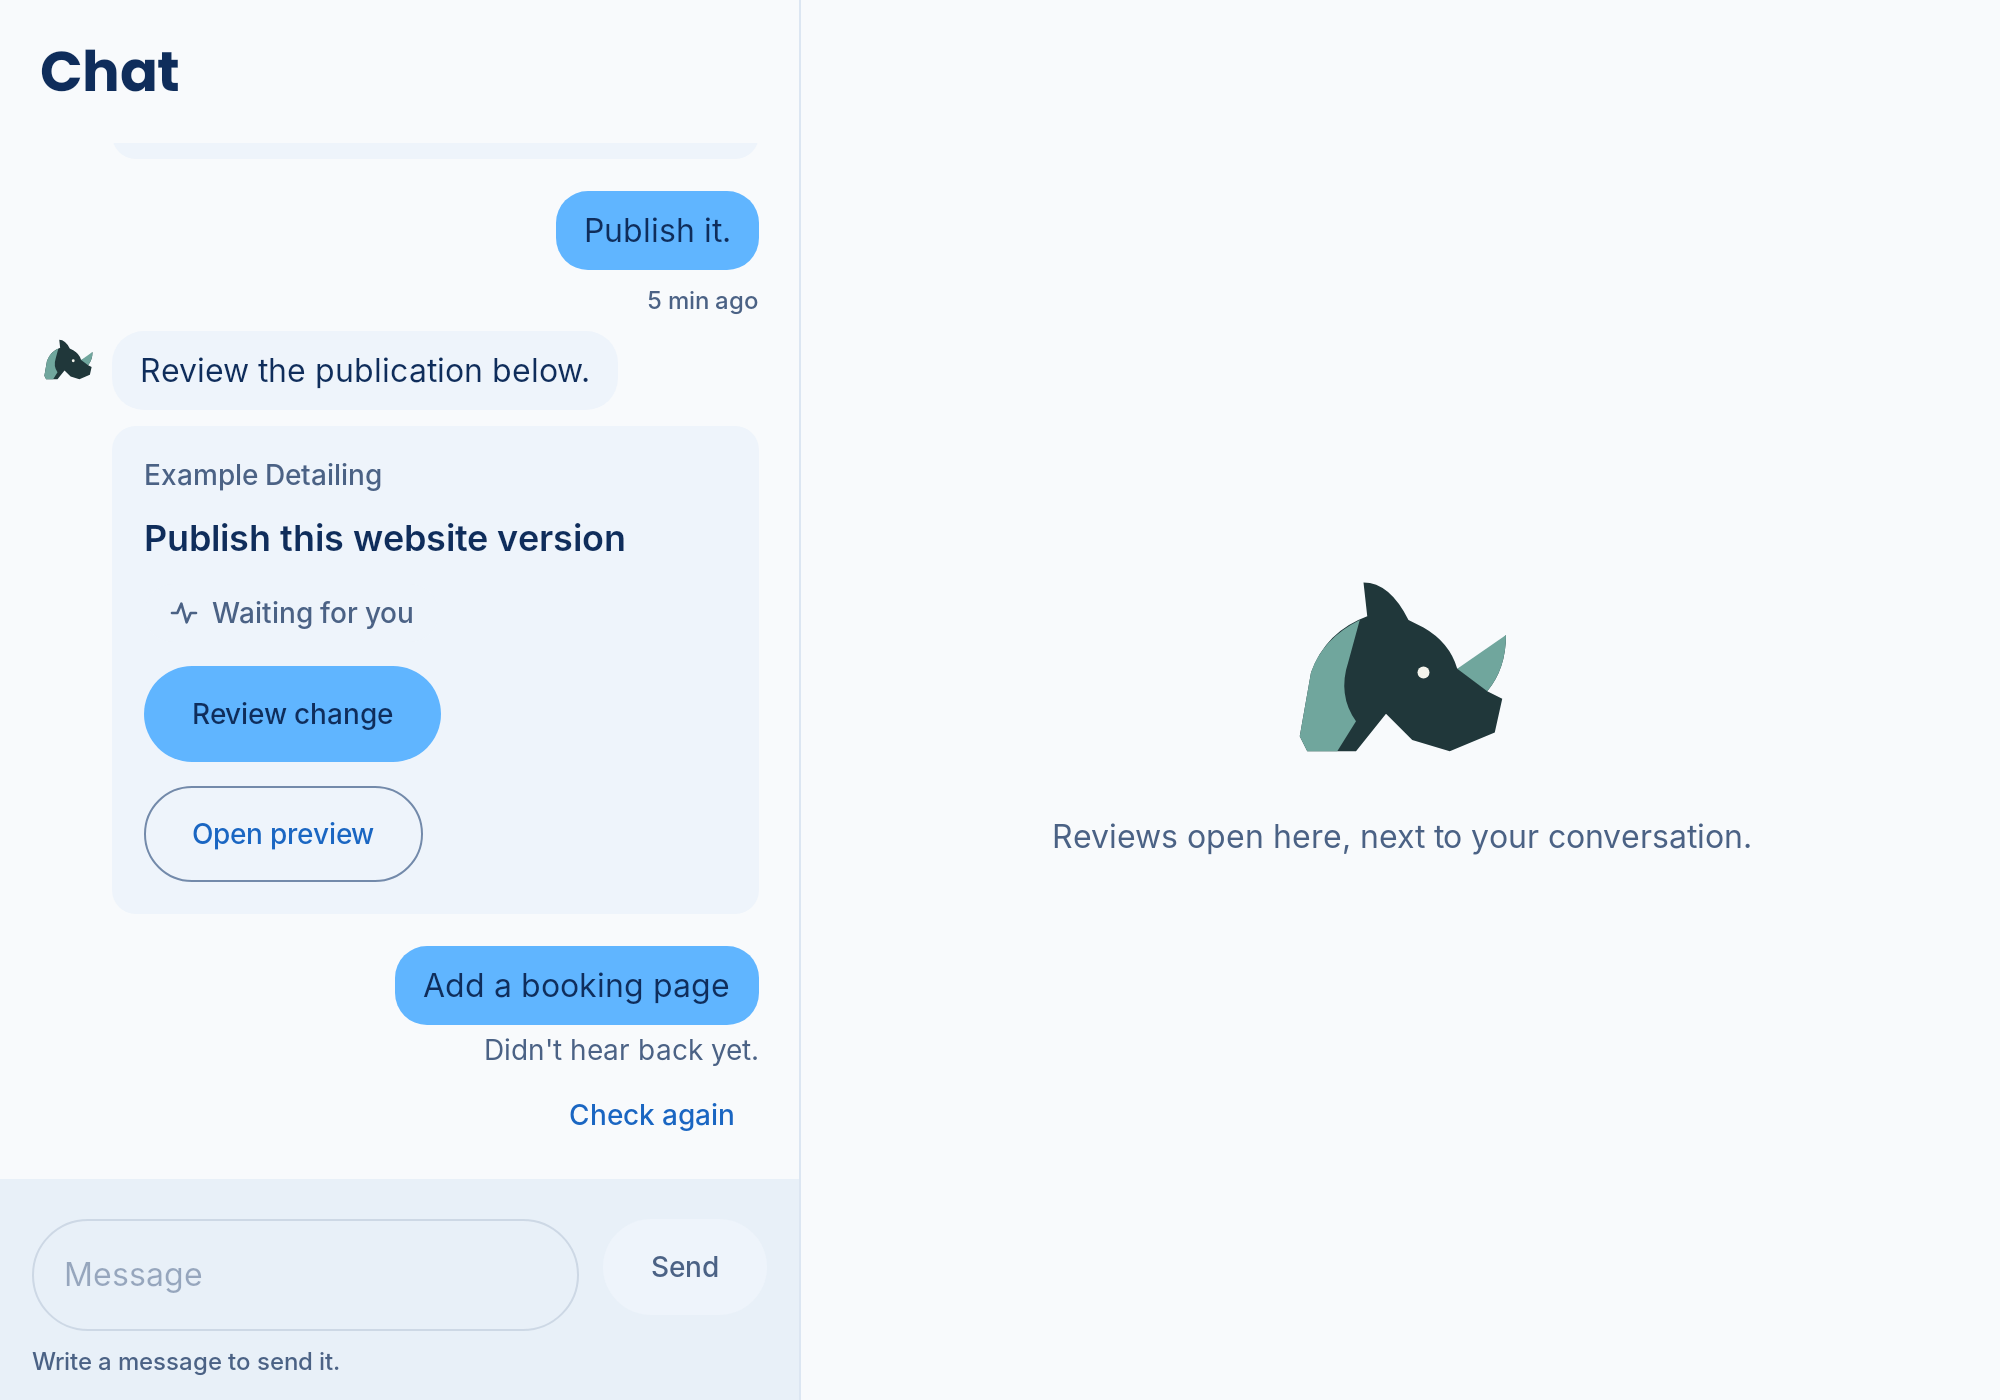 Chat
Publish it.
5 min ago
Review the publication below.
Example Detailing
Publish this website version
Waiting for you
Review change
Open preview
Add a booking page
Didn't hear back yet.
Check again
Message
Send
Write a message to send it.
Reviews open here, next to your conversation.